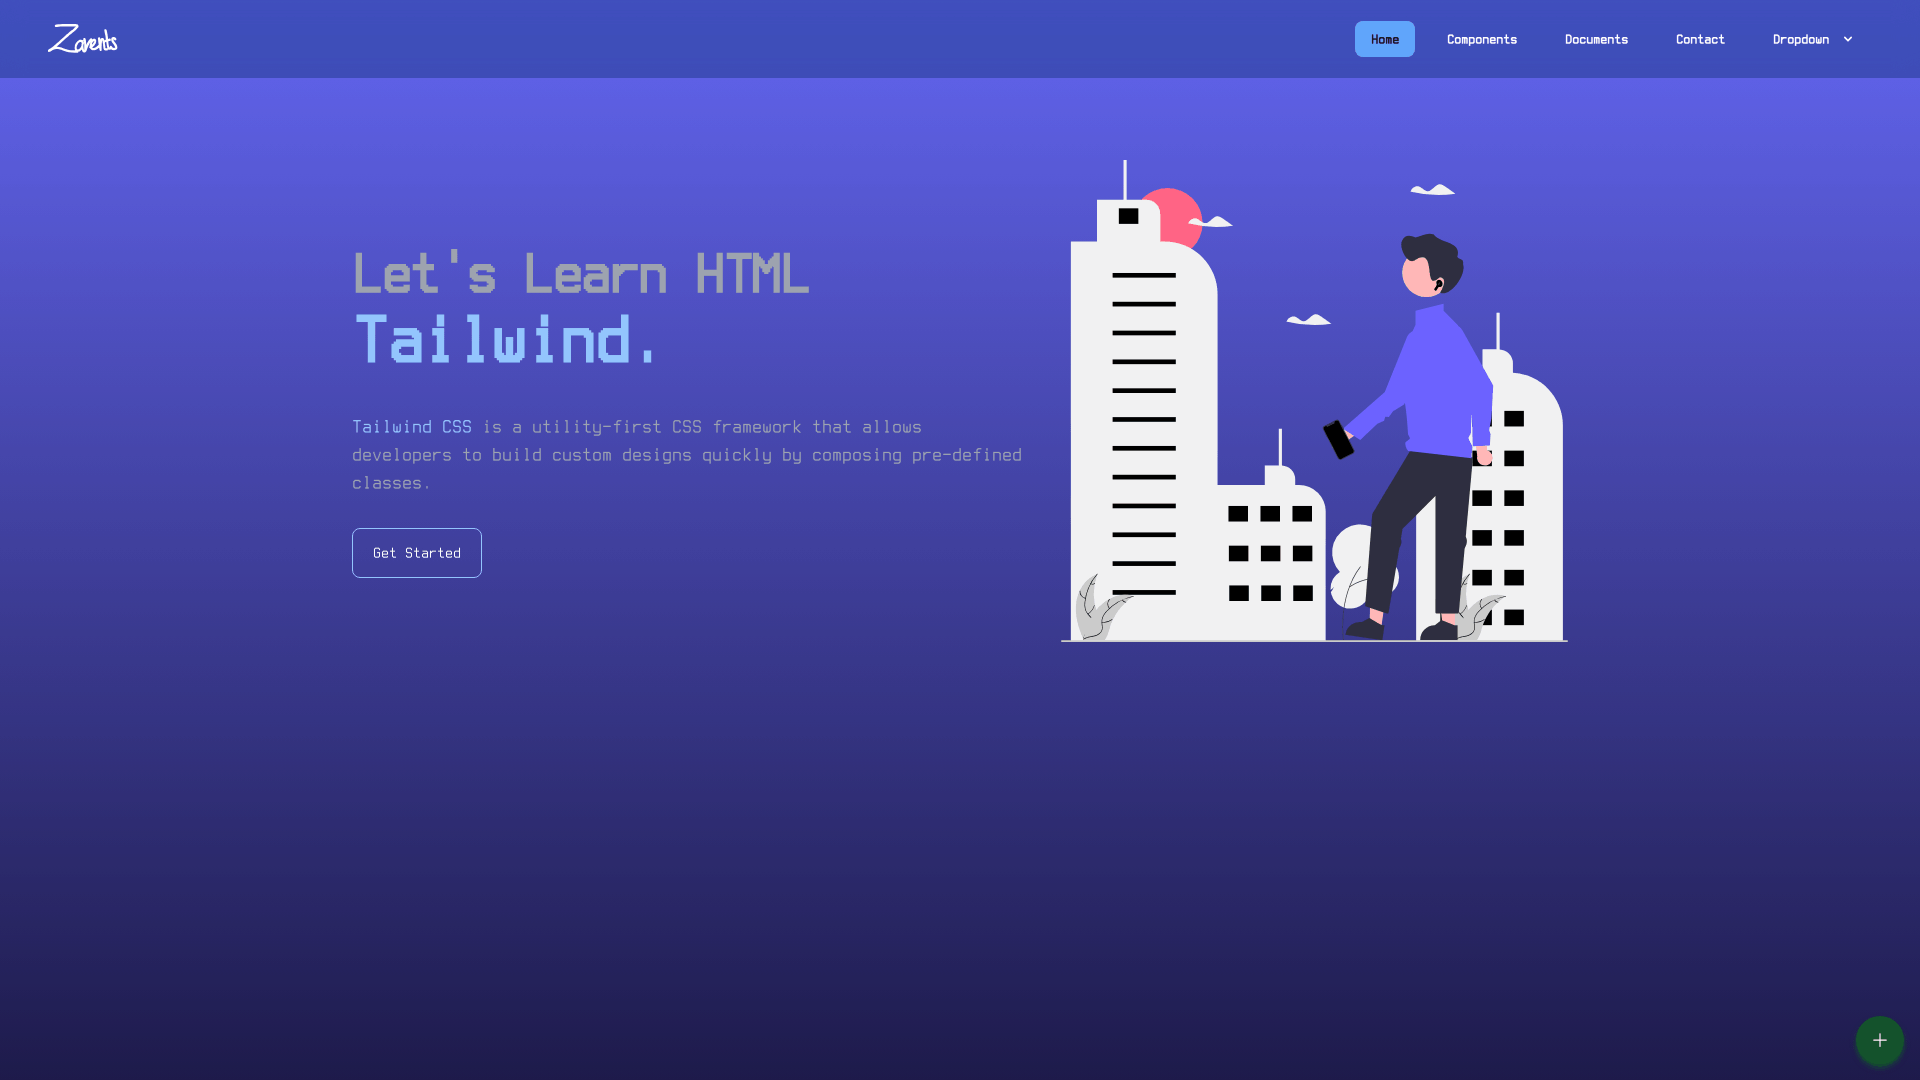 Zavents
Home
Components
Documents
Contact
Dropdown
Let's Learn HTML
Tailwind.
Tailwind CSS is a utility-first CSS framework that allows
developers to build custom designs quickly by composing pre-defined
classes.
Get Started